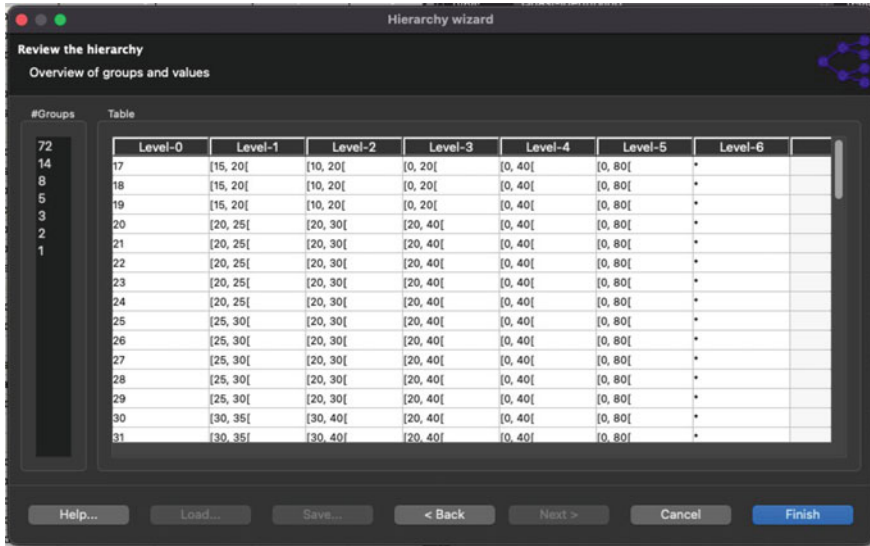 Hierarchy wizard
Review the hierarchy
Overview of groups and values
#Groups
72
14
8
5
3
2
1
Table
Level-0 Level-1 Level-2 Level-3 Level-4 Level-5 Level-6
17 [15, 20[ [10, 20[ [0, 20[ [0, 40[ [0, 80[ *
18 [15, 20[ [10, 20[ [0, 20[ [0, 40[ [0, 80[ *
19 [15, 20[ [10, 20[ [0, 20[ [0, 40[ [0, 80[ *
20 [20, 25[ [20, 30[ [20, 40[ [0, 40[ [0, 80[ *
21 [20, 25[ [20, 30[ [20, 40[ [0, 40[ [0, 80[ *
22 [20, 25[ [20, 30[ [20, 40[ [0, 40[ [0, 80[ *
23 [20, 25[ [20, 30[ [20, 40[ [0, 40[ [0, 80[ *
24 [20, 25[ [20, 30[ [20, 40[ [0, 40[ [0, 80[ *
25 [25, 30[ [20, 30[ [20, 40[ [0, 40[ [0, 80[ *
26 [25, 30[ [20, 30[ [20, 40[ [0, 40[ [0, 80[ *
27 [25, 30[ [20, 30[ [20, 40[ [0, 40[ [0, 80[ *
28 [25, 30[ [20, 30[ [20, 40[ [0, 40[ [0, 80[ *
29 [25, 30[ [20, 30[ [20, 40[ [0, 40[ [0, 80[ *
30 [30, 35[ [30, 40[ [20, 40[ [0, 40[ [0, 80[ *
31 [30, 35[ [30, 40[ [20, 40[ [0, 40[ [0, 80[ *
Help... Load... Save... < Back Next > Cancel Finish